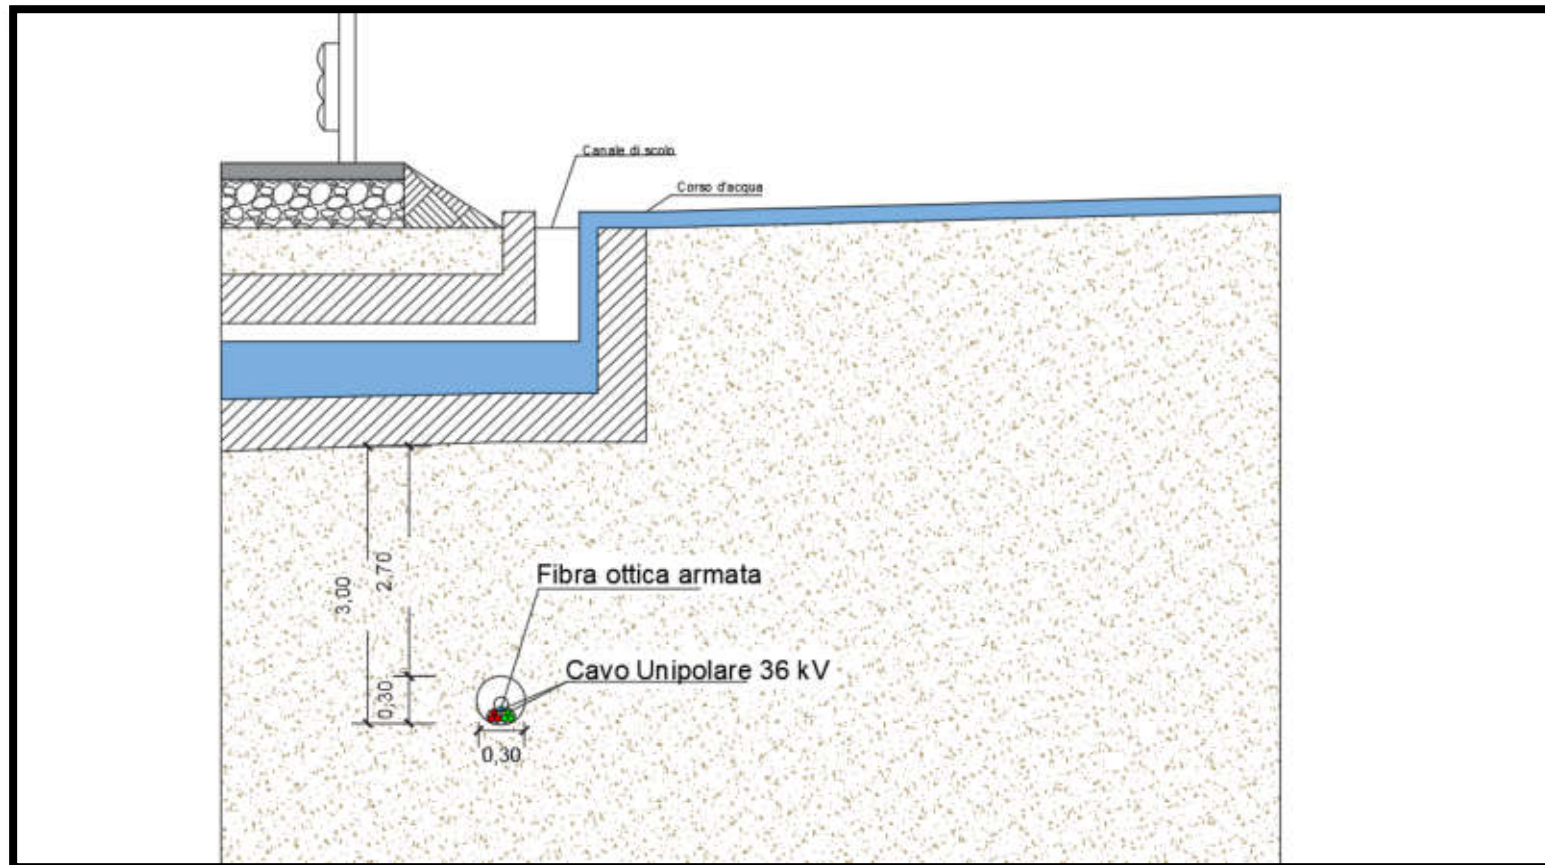 Canale di scolo
Corso d'acqua
Fibra ottica armata
3,00
2,70
Cavo Unipolare 36 kV
0,30
0,30